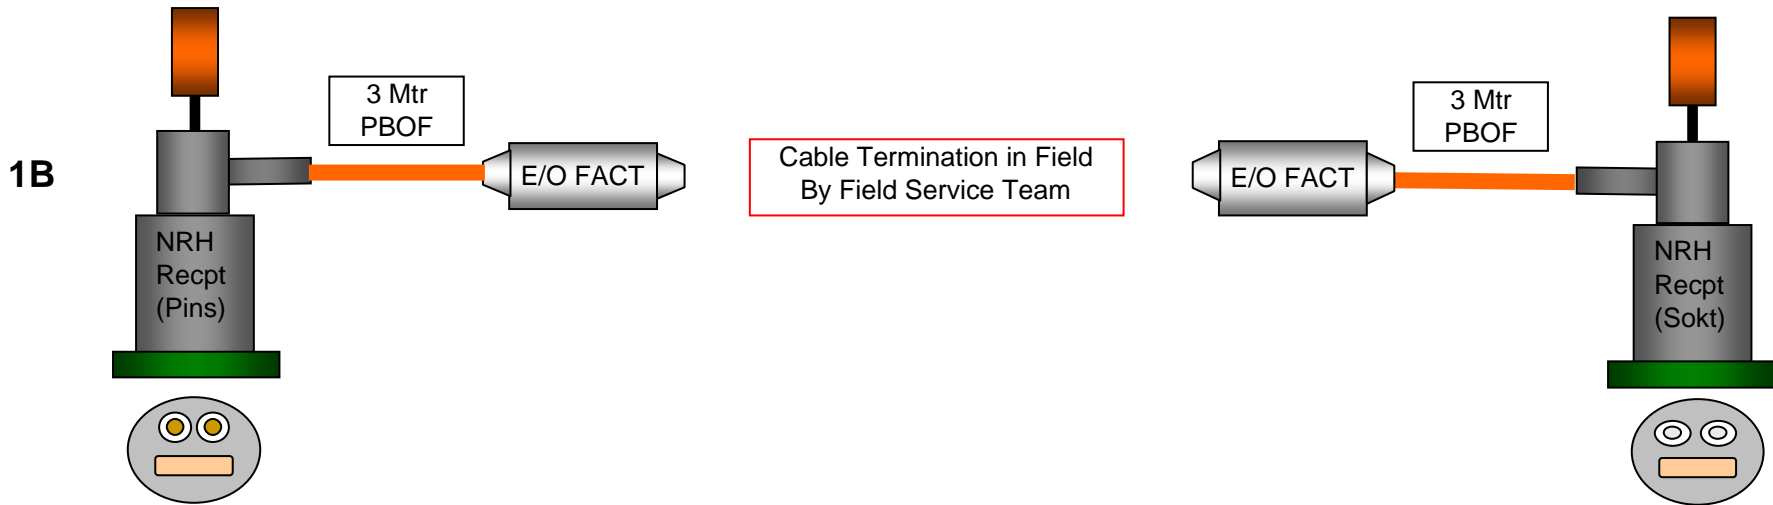 1B
NRH
Recpt
(Pins)
3 Mtr
PBOF
E/O FACT
Cable Termination in Field
By Field Service Team
E/O FACT
3 Mtr
PBOF
NRH
Recpt
(Sokt)